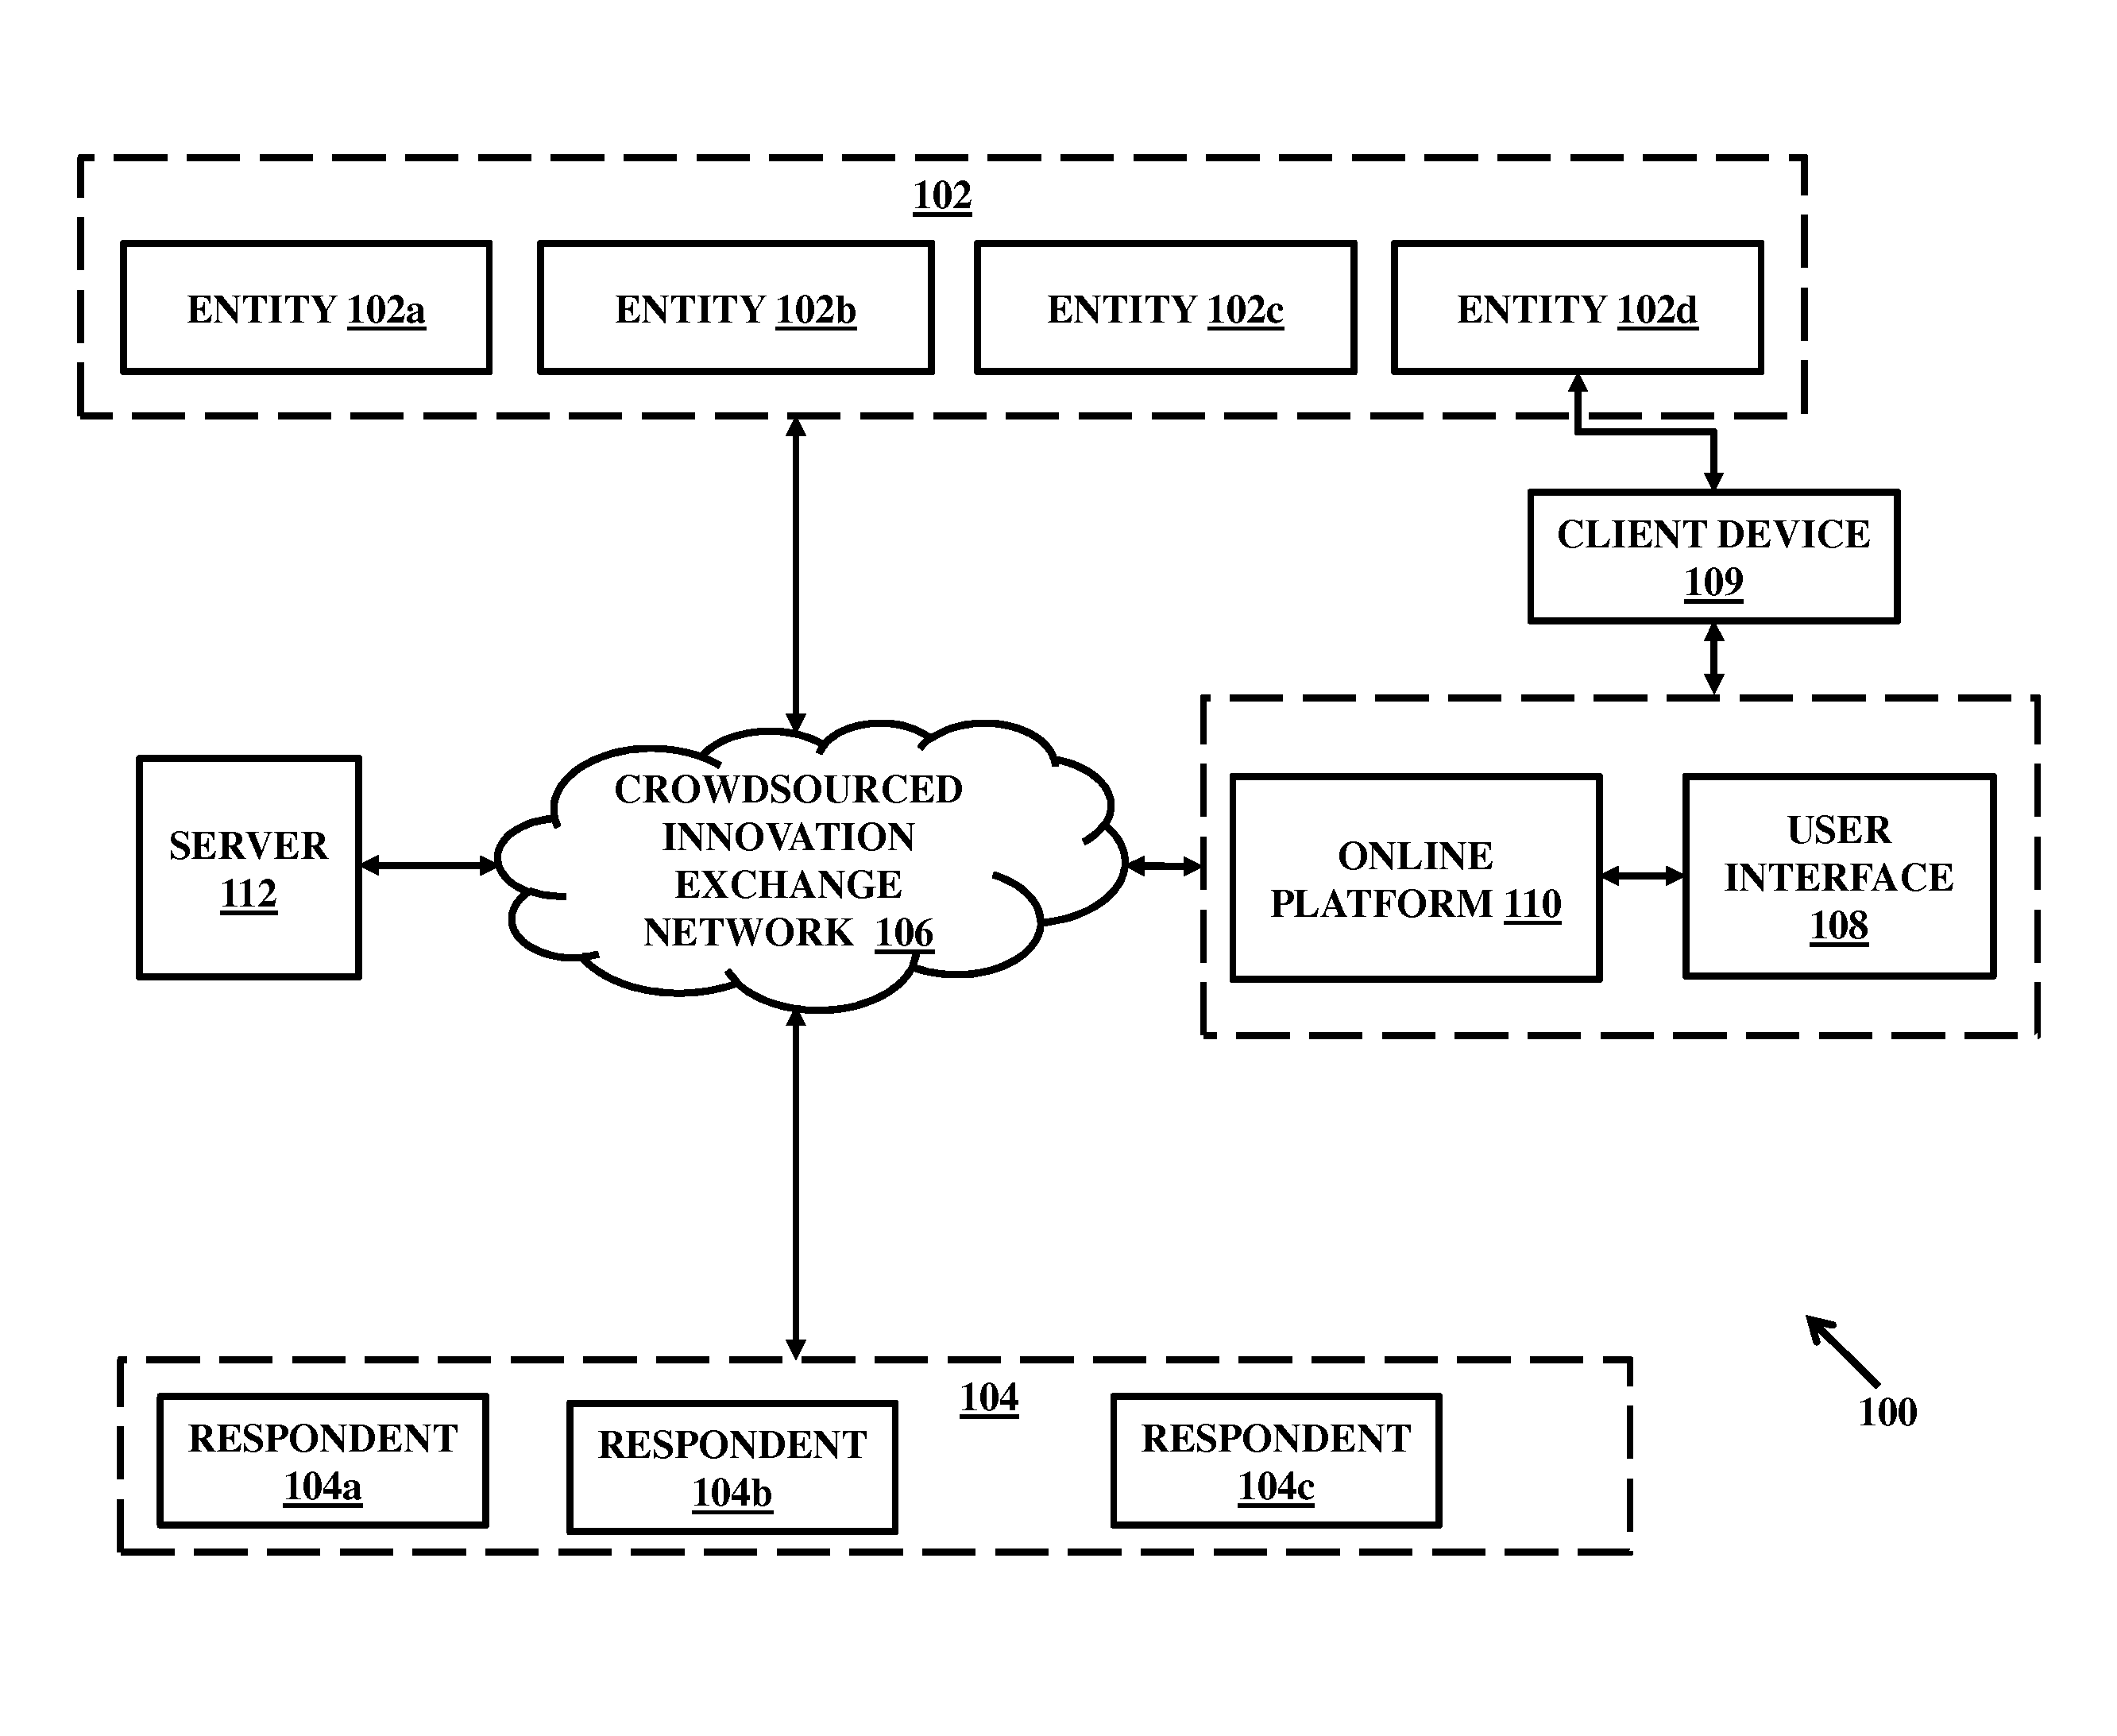 102
ENTITY 102a
ENTITY 102b
ENTITY 102c
ENTITY 102d
CLIENT DEVICE
109
SERVER
112
CROWDSOURCED
INNOVATION
EXCHANGE
NETWORK 106
ONLINE
PLATFORM 110
USER
INTERFACE
108
104
RESPONDENT
104a
RESPONDENT
104b
RESPONDENT
104c
100